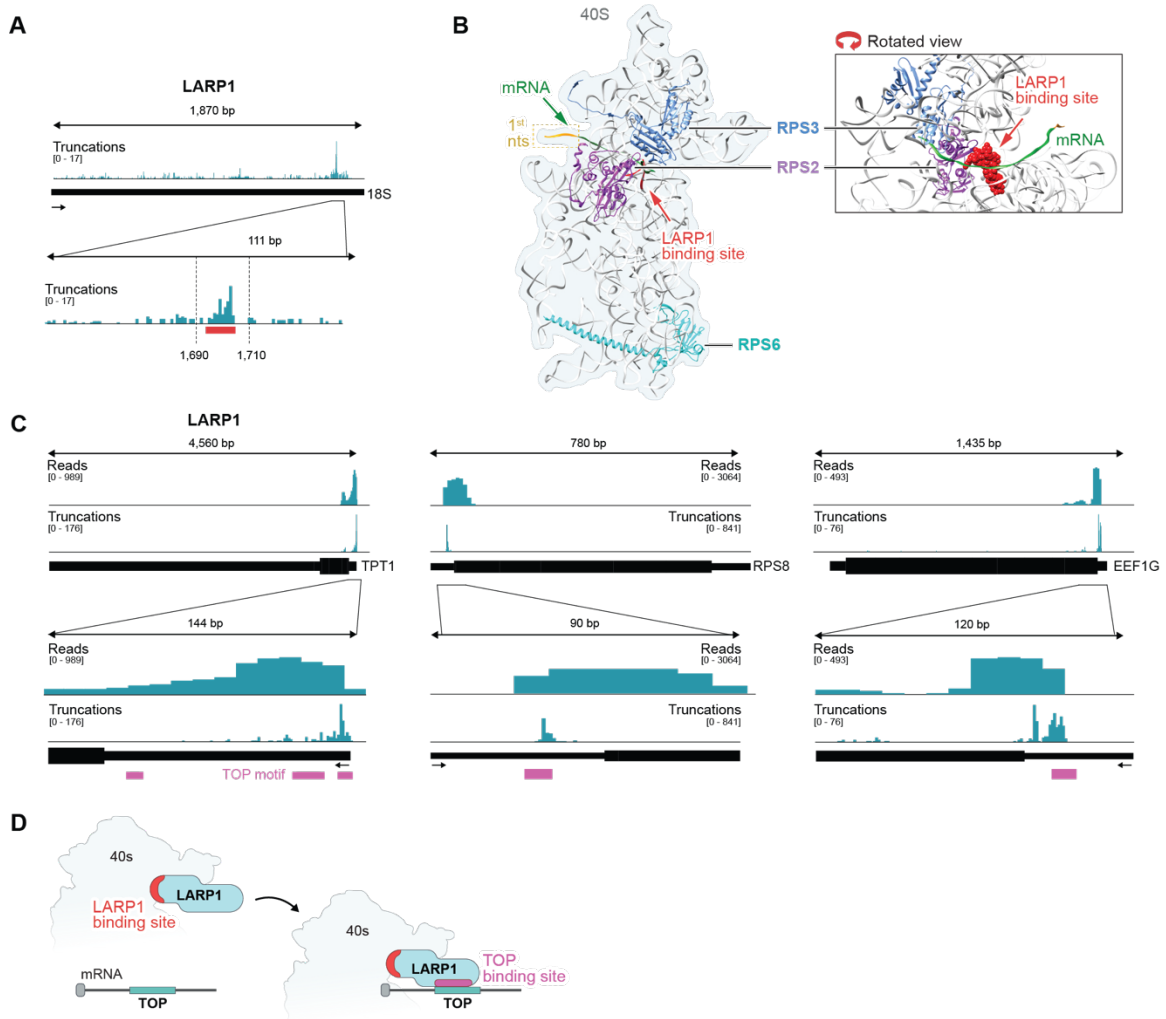 A
LARP1
1,870 bp
Truncations
[0 - 17]
18S
111 bp
Truncations
[0 - 17]
1,690
1,710
B
40S
mRNA
1st
nts
RPS3
RPS2
LARP1
binding site
RPS6
Rotated view
LARP1
binding site
mRNA
C
LARP1
4,560 bp
Reads
[0 - 989]
Truncations
[0 - 176]
TPT1
144 bp
Reads
[0 - 989]
Truncations
[0 - 176]
TOP motif
780 bp
Reads
[0 - 3064]
Truncations
[0 - 841]
RPS8
90 bp
Reads
[0 - 3064]
Truncations
[0 - 841]
1,435 bp
Reads
[0 - 493]
Truncations
[0 - 76]
EEF1G
120 bp
Reads
[0 - 493]
Truncations
[0 - 76]
D
40s
LARP1
LARP1
binding site
mRNA
TOP
40s
LARP1
TOP
binding site
TOP